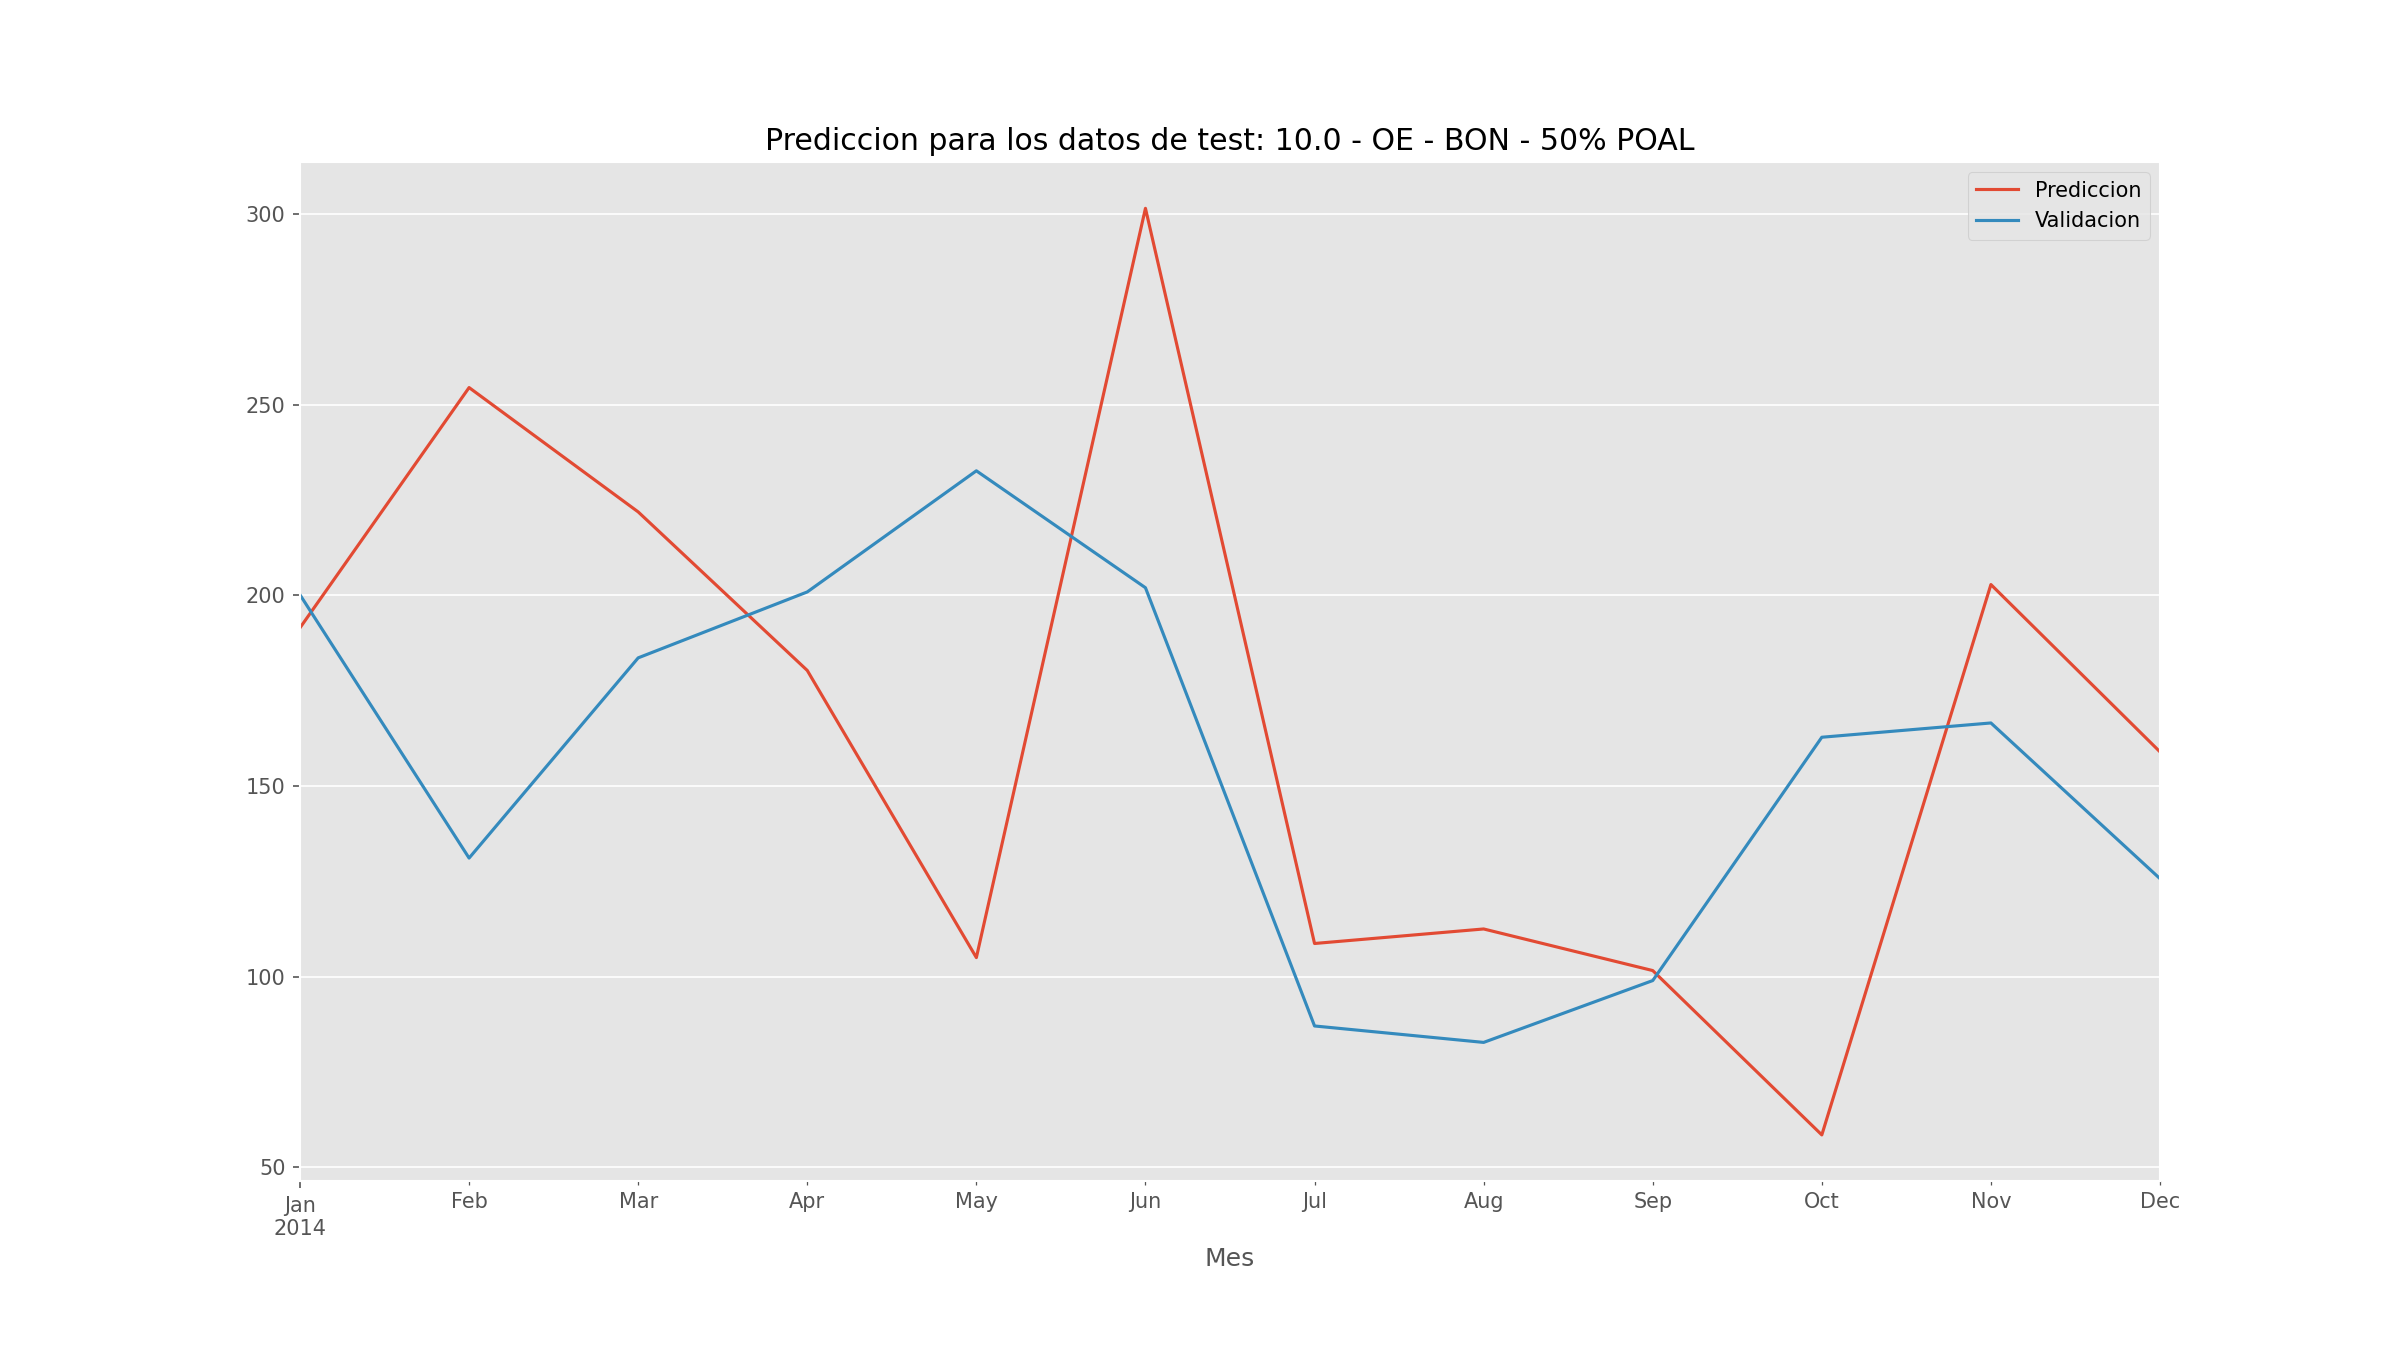 Prediccion para los datos de test: 10.0 - OE - BON - 50% POAL
Prediccion
Validacion
300
250
200
150
100
50
Jan Feb Mar Apr May Jun Jul Aug Sep Oct Nov Dec
2014
Mes